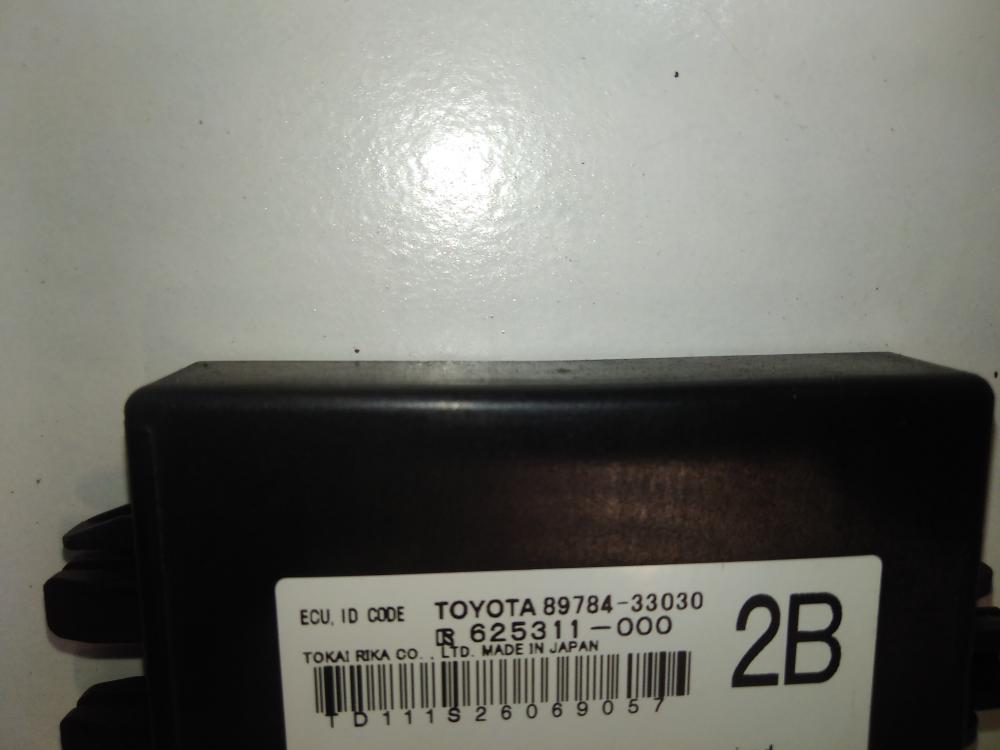 ECU, ID CODE TOYOTA 89784-33030
R 625311-000
2B
TOKAI RIKA CO., LTD. MADE IN JAPAN
TD111S26069057